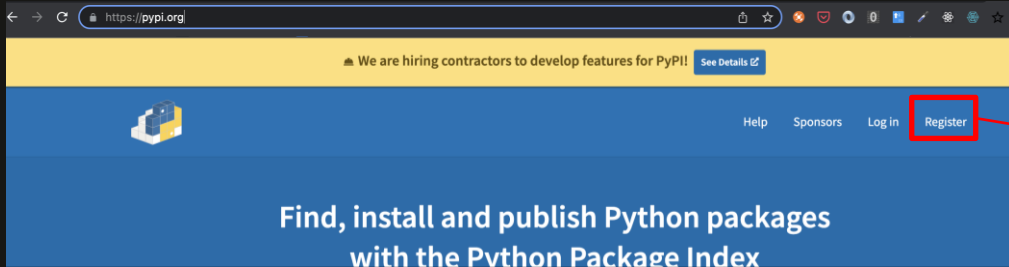 https://pypi.org
We are hiring contractors to develop features for PyPI! See Details
Help Sponsors Log in Register
Find, install and publish Python packages
with the Python Package Index